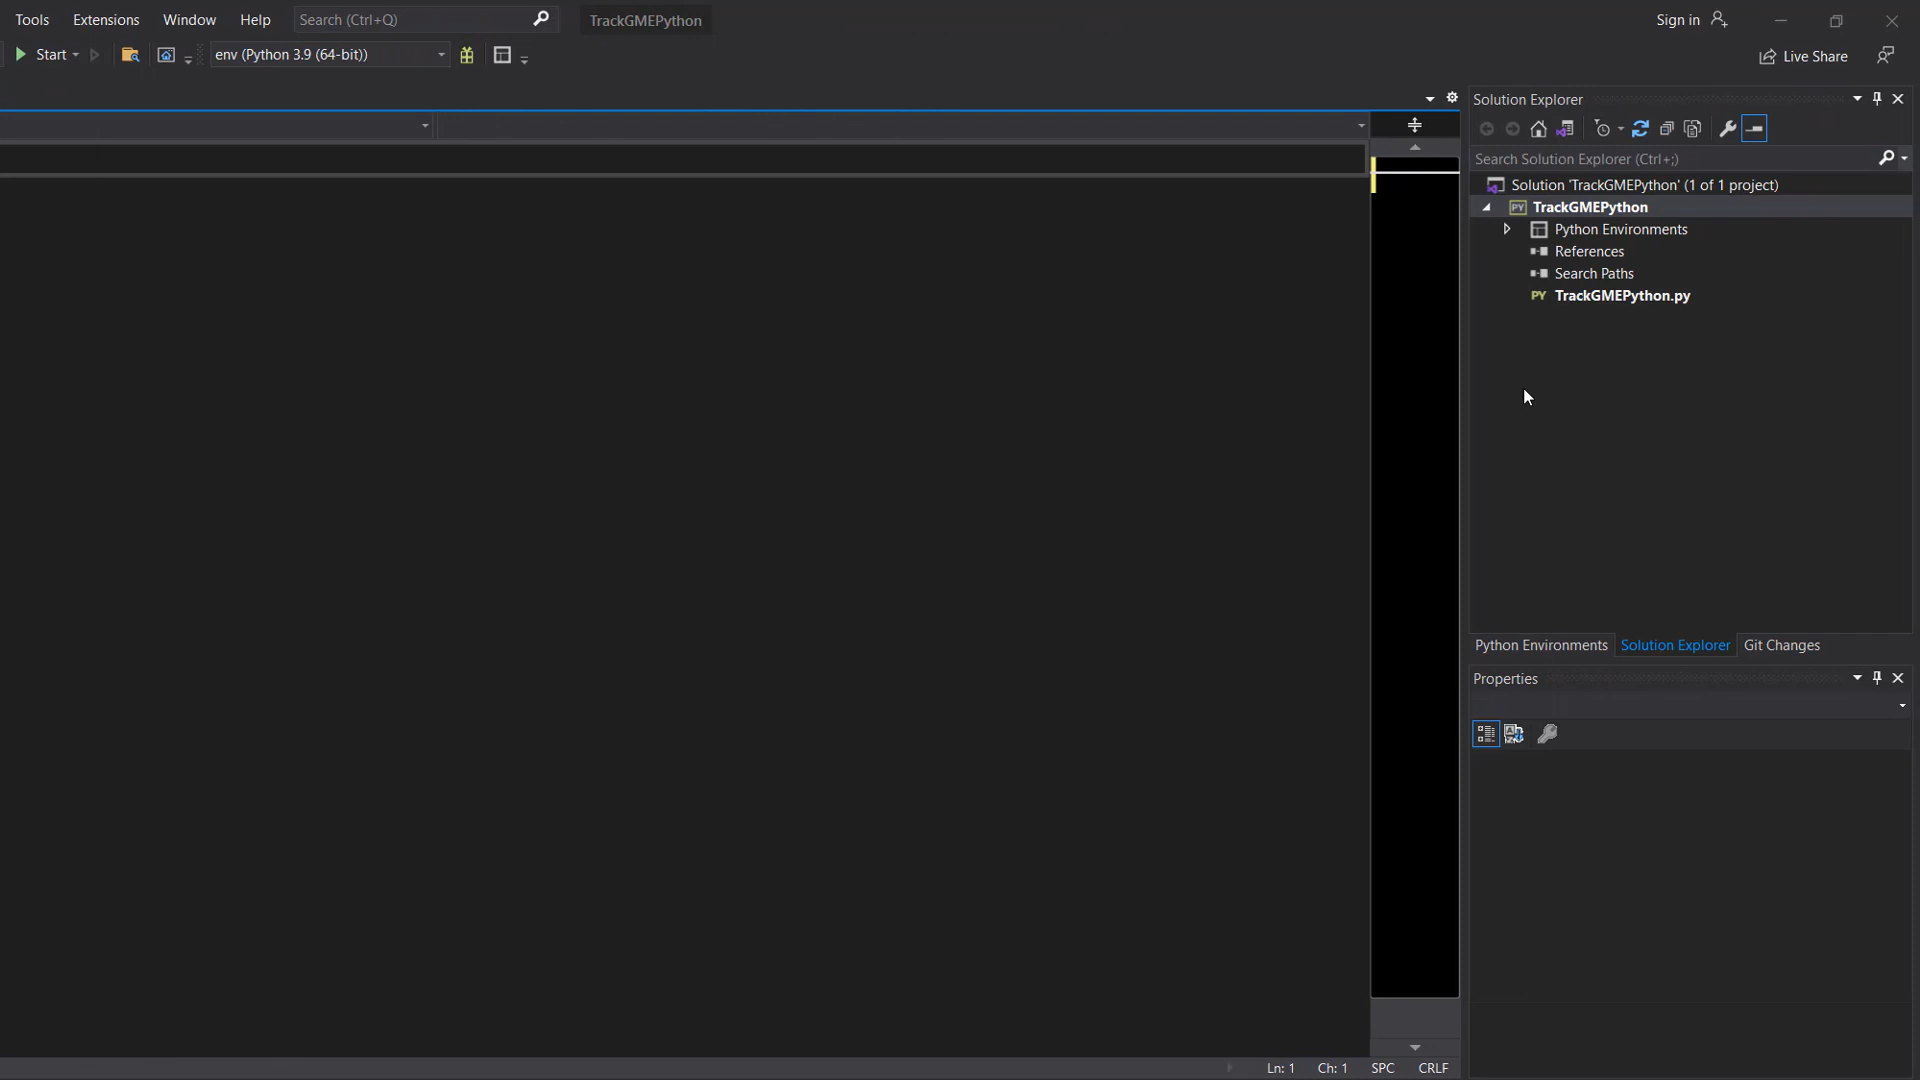 Tools Extensions Window Help Search (Ctrl+Q) TrackGMEPython Sign in
Start env (Python 3.9 (64-bit)) Live Share
Solution Explorer
Search Solution Explorer (Ctrl+;)
Solution 'TrackGMEPython' (1 of 1 project)
PY TrackGMEPython
Python Environments
References
Search Paths
PY TrackGMEPython.py
Python Environments Solution Explorer Git Changes
Properties
Ln: 1 Ch: 1 SPC CRLF